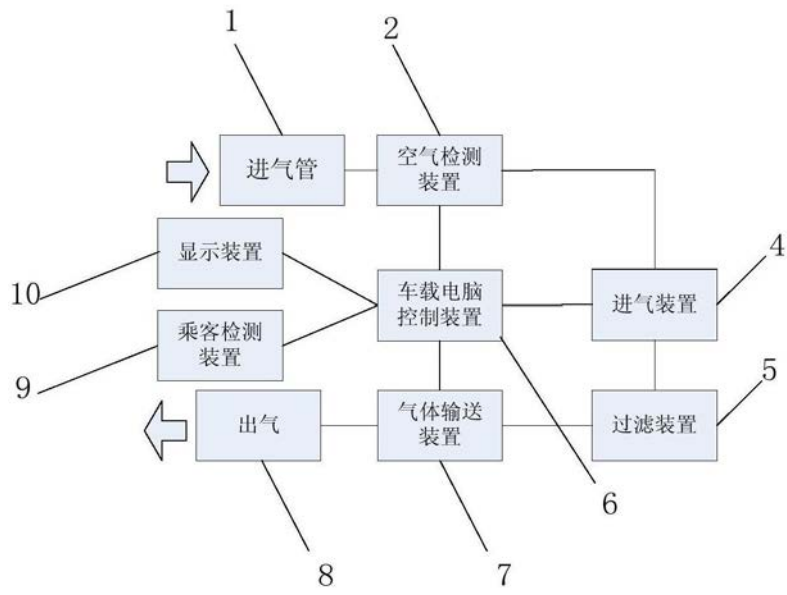 1
2
进气管
空气检测
装置
显示装置
10
车载电脑
控制装置
进气装置
4
乘客检测
装置
9
出气
气体输送
装置
过滤装置
5
6
8
7